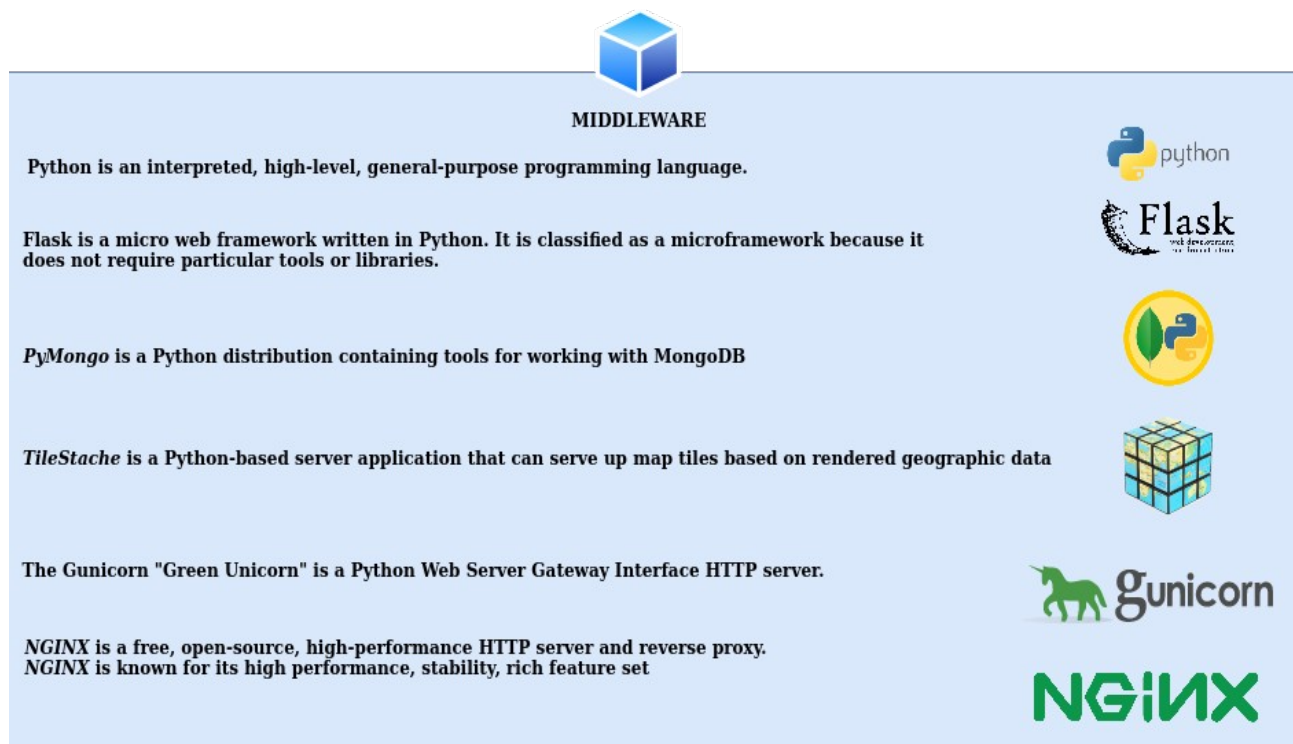 MIDDLEWARE
Python is an interpreted, high-level, general-purpose programming language.
python
Flask is a micro web framework written in Python. It is classified as a microframework because it
does not require particular tools or libraries.
Flask
web development,
PyMongo is a Python distribution containing tools for working with MongoDB
TileStache is a Python-based server application that can serve up map tiles based on rendered geographic data
The Gunicorn "Green Unicorn" is a Python Web Server Gateway Interface HTTP server.
gunicorn
NGINX is a free, open-source, high-performance HTTP server and reverse proxy.
NGINX is known for its high performance, stability, rich feature set
NGINX